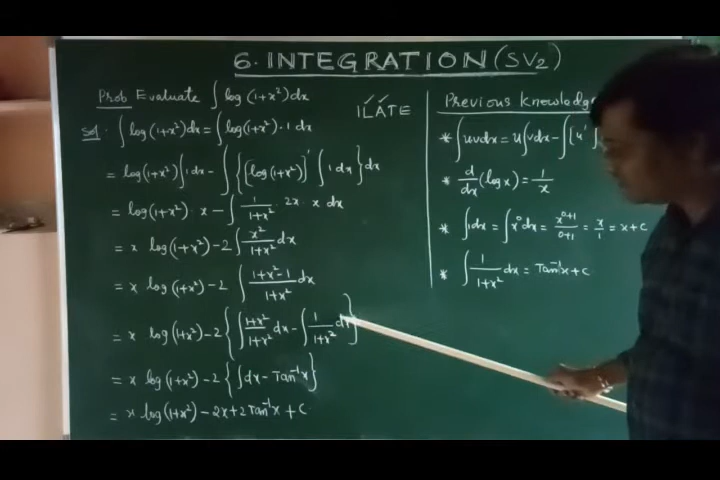 6. INTEGRATION (SV2)
Prob Evaluate ∫ log (1+x²) dx
ILATE
Sol: ∫ log (1+x²) dx = ∫ log(1+x²) · 1 dx
= log(1+x²) ∫ 1 dx - ∫ { [log(1+x²)]' ∫ 1 dx } dx
= log(1+x²) · x - ∫ 1/(1+x²) · 2x · x dx
= x log(1+x²) - 2 ∫ x²/(1+x²) dx
= x log(1+x²) - 2 ∫ (1+x²-1)/(1+x²) dx
= x log(1+x²) - 2 { ∫ (1+x²)/(1+x²) dx - ∫ 1/(1+x²) dx }
= x log(1+x²) - 2 { ∫ dx - Tan⁻¹x }
= x log(1+x²) - 2x + 2 Tan⁻¹x + c
Previous Knowledge
* ∫ uv dx = u ∫ v dx - ∫ [ u' ∫
* d/dx (log x) = 1/x
* ∫ 1 dx = ∫ x⁰ dx = x⁰⁺¹/(0+1) = x/1 = x + c
* ∫ 1/(1+x²) dx = Tan⁻¹x + c